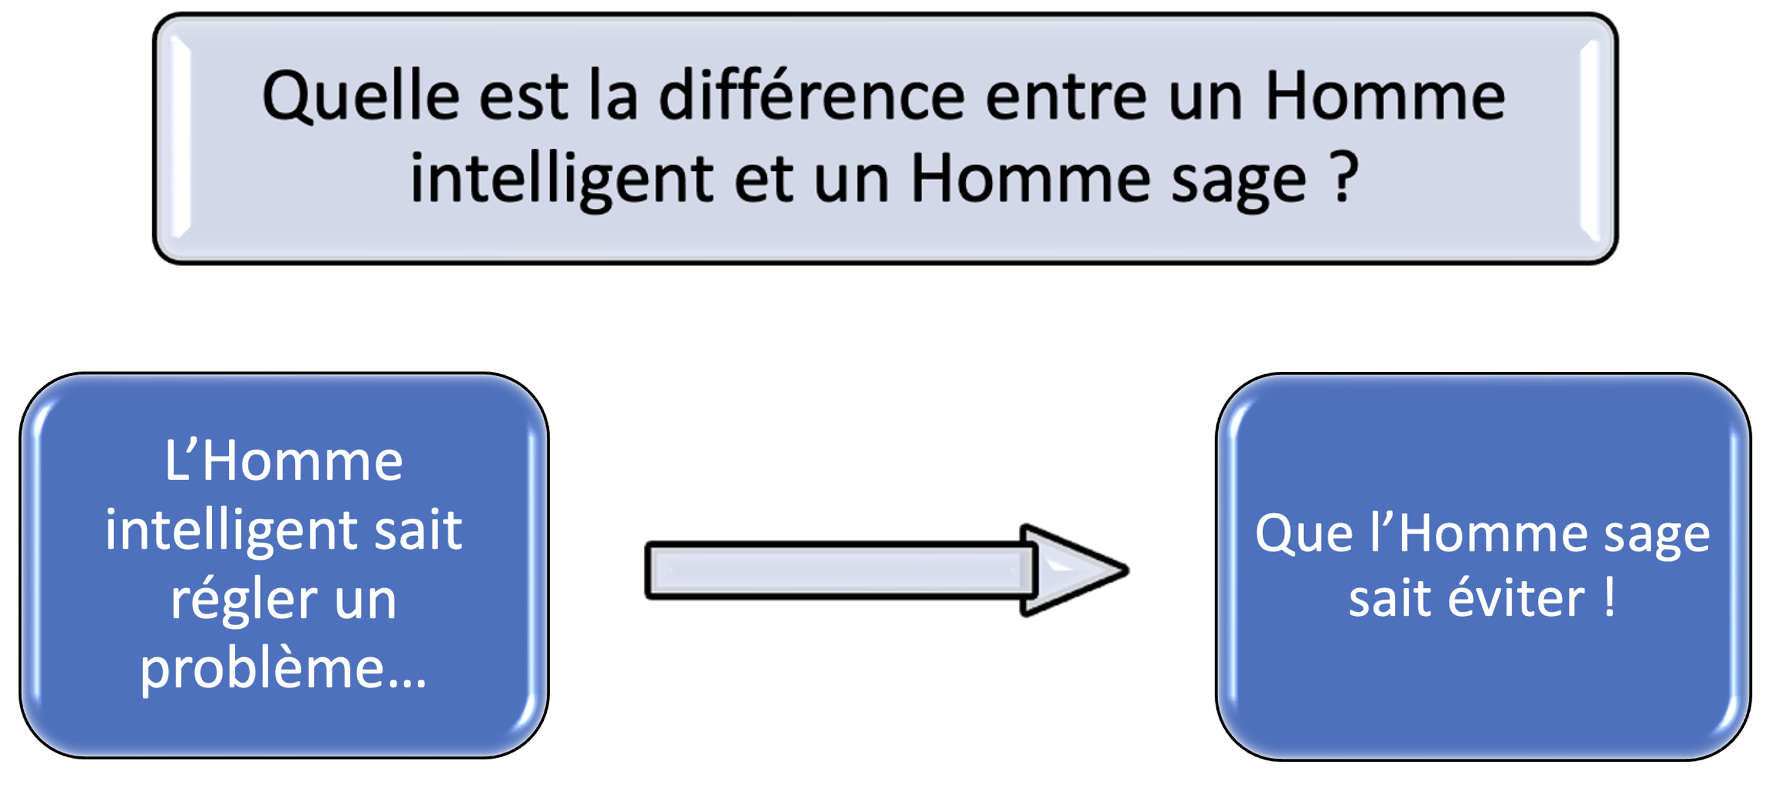 Quelle est la différence entre un Homme
intelligent et un Homme sage ?
L’Homme
intelligent sait
régler un
problème…
Que l’Homme sage
sait éviter !